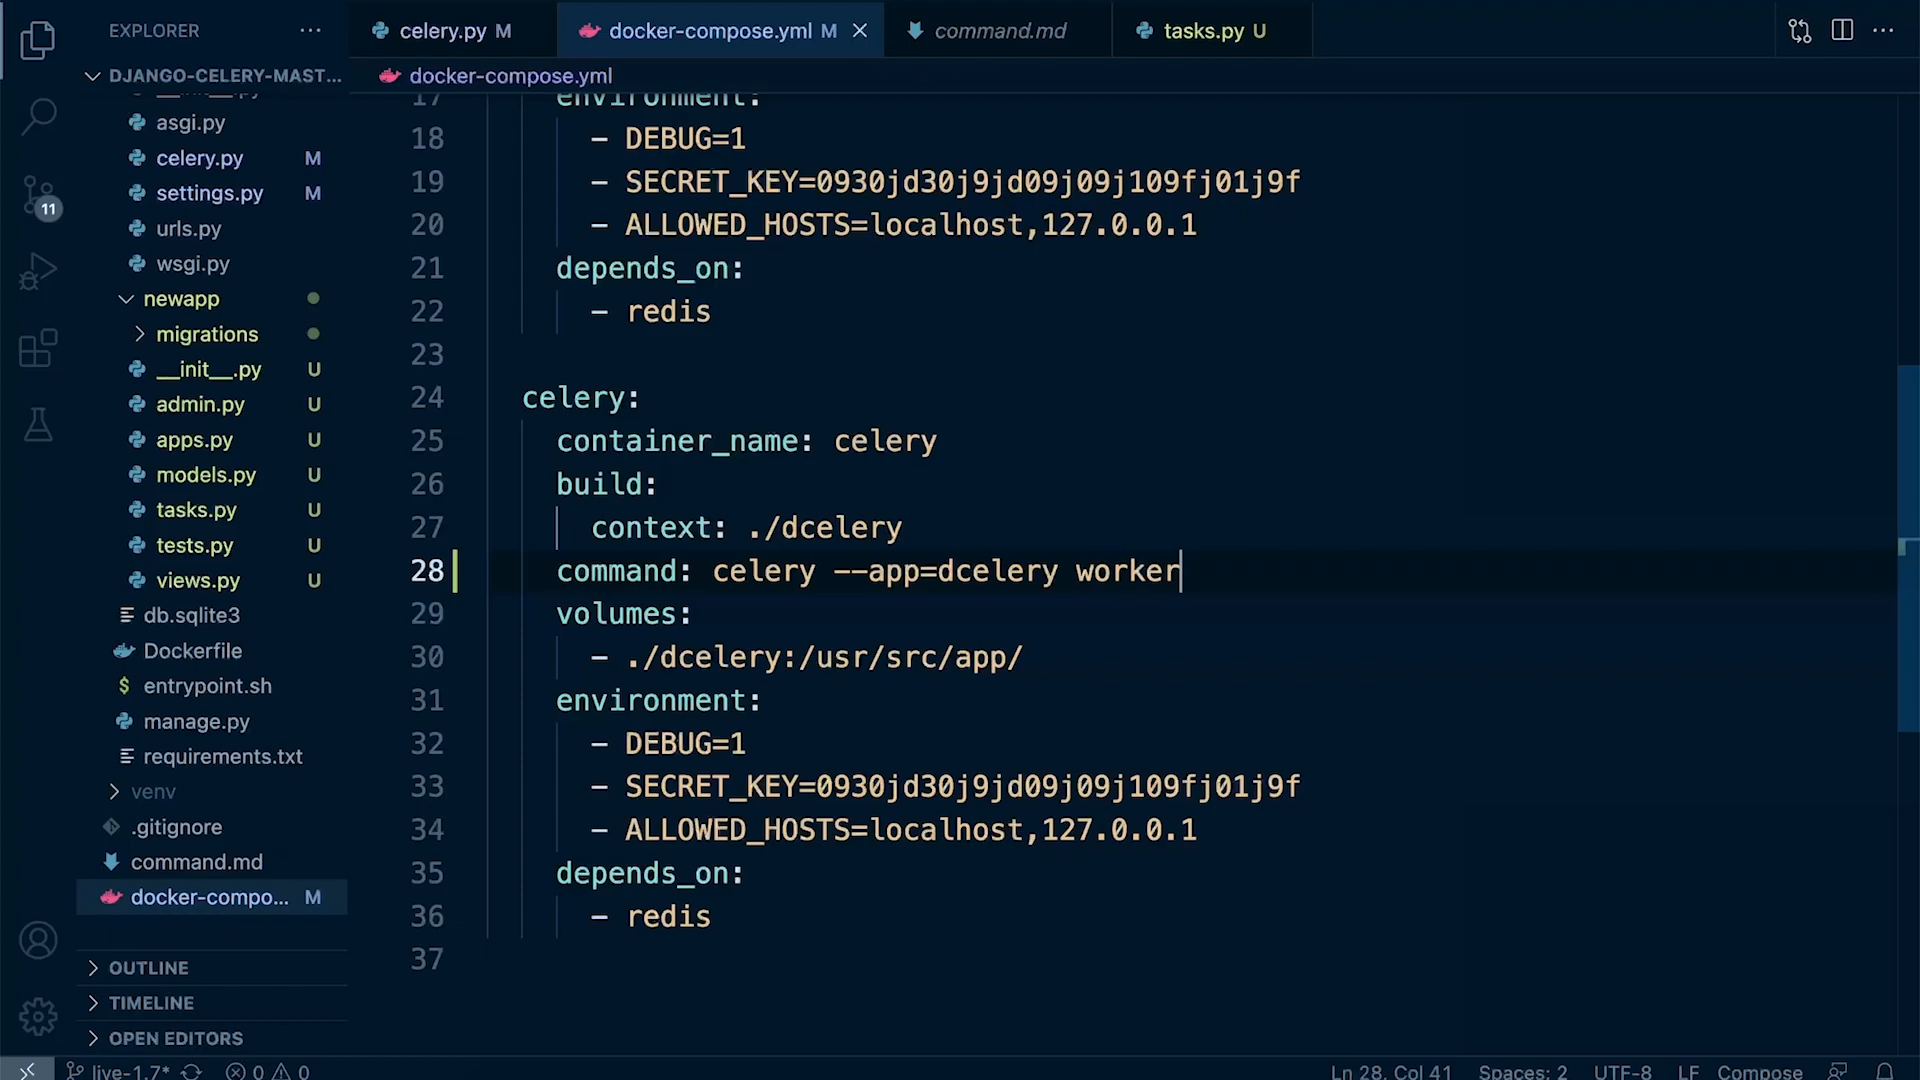 EXPLORER
celery.py M
docker-compose.yml M
command.md
tasks.py U
DJANGO-CELERY-MAST...
docker-compose.yml
__init__.py
asgi.py
celery.py M
settings.py M
11
urls.py
wsgi.py
newapp
migrations
__init__.py U
admin.py U
apps.py U
models.py U
tasks.py U
tests.py U
views.py U
db.sqlite3
Dockerfile
entrypoint.sh
manage.py
requirements.txt
venv
.gitignore
command.md
docker-compo... M
OUTLINE
TIMELINE
OPEN EDITORS
17 environment:
18 - DEBUG=1
19 - SECRET_KEY=0930jd30j9jd09j09j109fj01j9f
20 - ALLOWED_HOSTS=localhost,127.0.0.1
21 depends_on:
22 - redis
23
24 celery:
25 container_name: celery
26 build:
27 context: ./dcelery
28 command: celery --app=dcelery worker
29 volumes:
30 - ./dcelery:/usr/src/app/
31 environment:
32 - DEBUG=1
33 - SECRET_KEY=0930jd30j9jd09j09j109fj01j9f
34 - ALLOWED_HOSTS=localhost,127.0.0.1
35 depends_on:
36 - redis
37
live-1.7* 0 0 Ln 28, Col 41 Spaces: 2 UTF-8 LF Compose